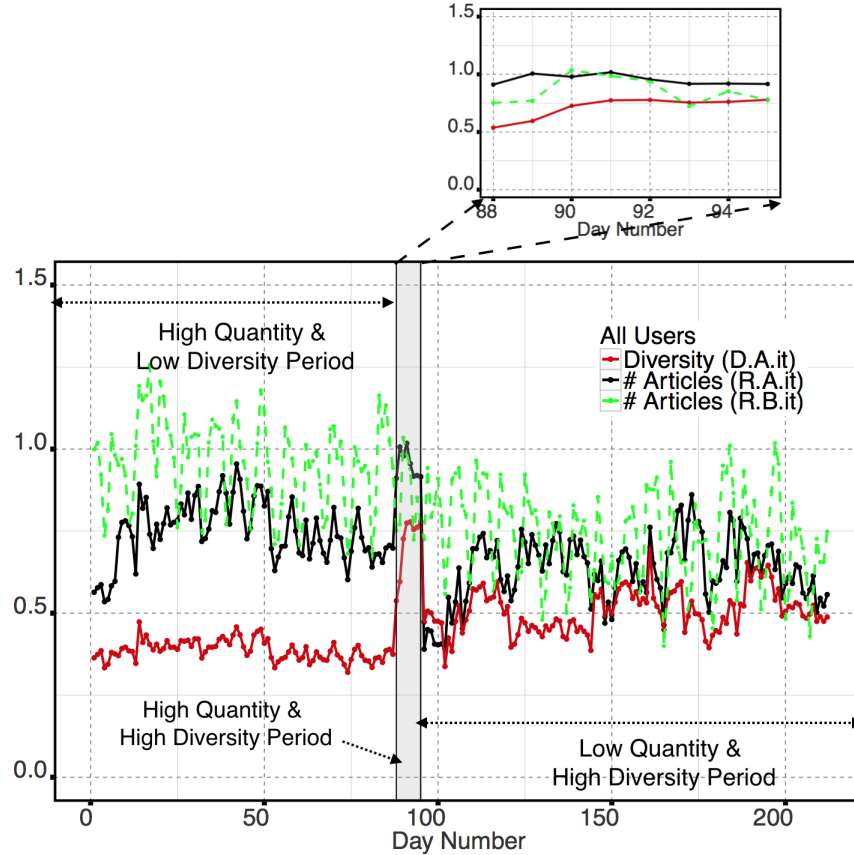 1.5
1.0
0.5
0.0
88 90 92 94
Day Number
1.5
1.0
0.5
0.0
High Quantity &
Low Diversity Period
All Users
Diversity (D.A.it)
# Articles (R.A.it)
# Articles (R.B.it)
High Quantity &
High Diversity Period
Low Quantity &
High Diversity Period
0 50 100 150 200
Day Number